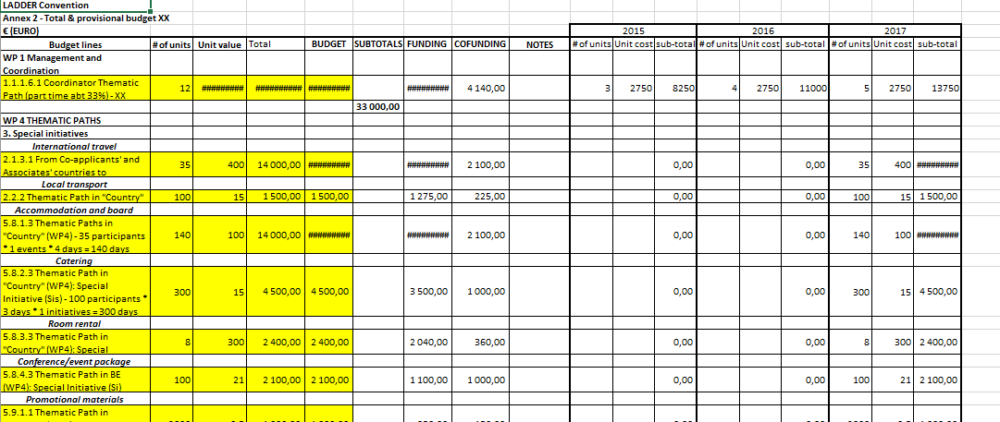 LADDER Convention
Annex 2 - Total & provisional budget XX
€ (EURO) 2015 2016 2017
Budget lines # of units Unit value Total BUDGET SUBTOTALS FUNDING COFUNDING NOTES # of units Unit cost sub-total # of units Unit cost sub-total # of units Unit cost sub-total
WP 1 Management and
Coordination
1.1.1.6.1 Coordinator Thematic
Path (part time abt 33%) - XX 12 ######### ########## ######### ######### 4 140,00 3 2750 8250 4 2750 11000 5 2750 13750
33 000,00
WP 4 THEMATIC PATHS
3. Special initiatives
International travel
2.1.3.1 From Co-applicants' and
Associates' countries to 35 400 14 000,00 ######### ######### 2 100,00 0,00 0,00 35 400 #########
Local transport
2.2.2 Thematic Path in "Country" 100 15 1 500,00 1 500,00 1 275,00 225,00 0,00 0,00 100 15 1 500,00
Accommodation and board
5.8.1.3 Thematic Paths in
"Country" (WP4) - 35 participants
* 1 events * 4 days = 140 days 140 100 14 000,00 ######### ######### 2 100,00 0,00 0,00 140 100 #########
Catering
5.8.2.3 Thematic Path in
"Country" (WP4): Special
Initiative (Sis) - 100 participants *
3 days * 1 initiatives = 300 days 300 15 4 500,00 4 500,00 3 500,00 1 000,00 0,00 0,00 300 15 4 500,00
Room rental
5.8.3.3 Thematic Path in
"Country" (WP4): Special 8 300 2 400,00 2 400,00 2 040,00 360,00 0,00 0,00 8 300 2 400,00
Conference/event package
5.8.4.3 Thematic Path in BE
(WP4): Special Initiative (Si) 100 21 2 100,00 2 100,00 1 100,00 1 000,00 0,00 0,00 100 21 2 100,00
Promotional materials
5.9.1.1 Thematic Path in